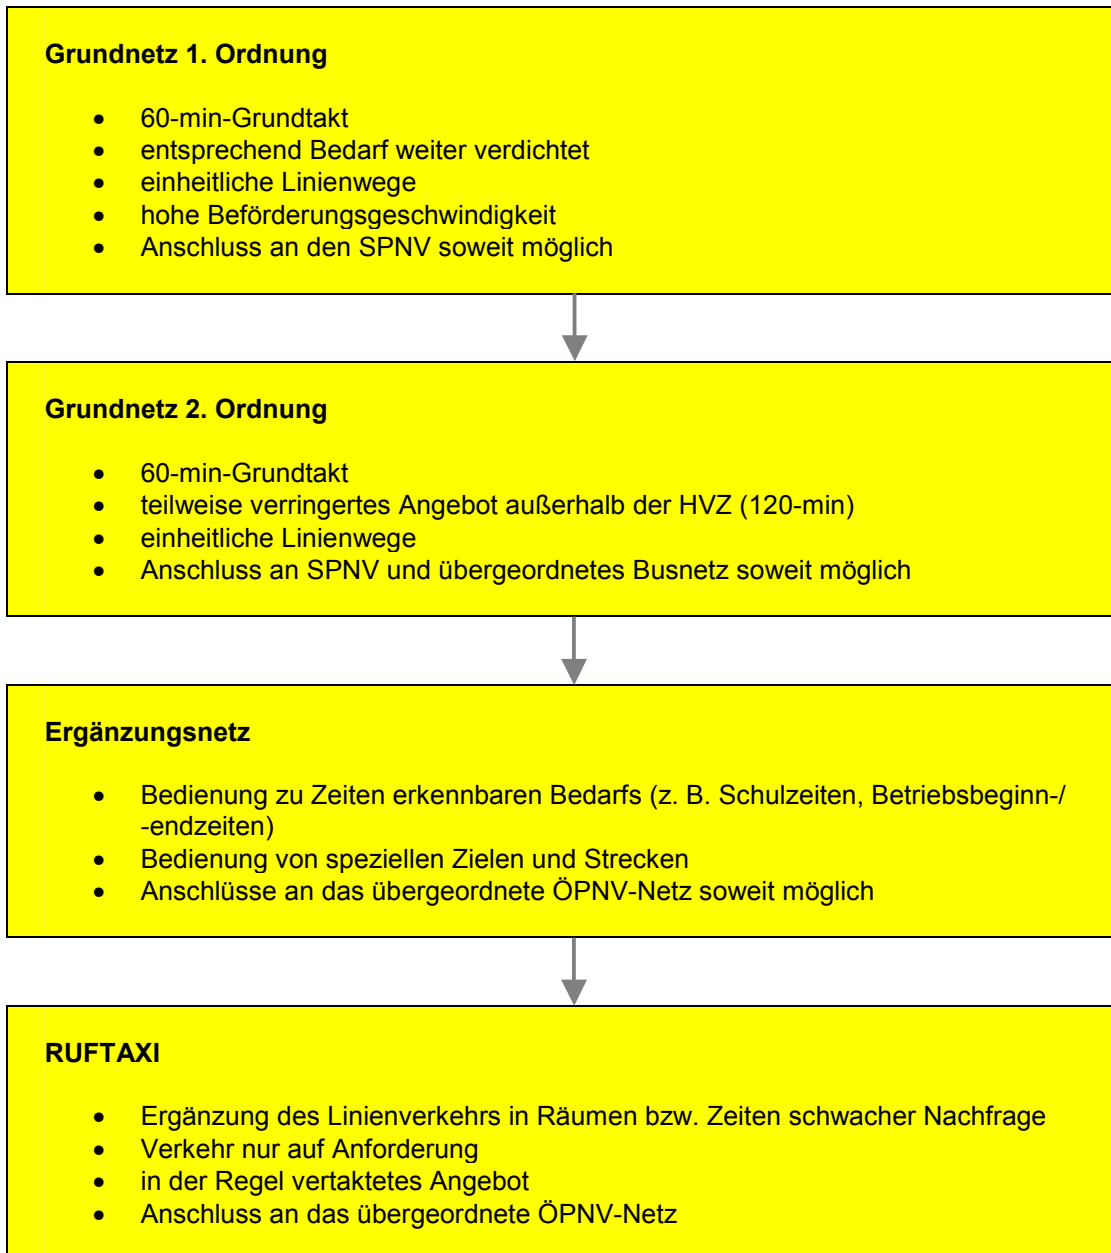 Grundnetz 1. Ordnung
• 60-min-Grundtakt
• entsprechend Bedarf weiter verdichtet
• einheitliche Linienwege
• hohe Beförderungsgeschwindigkeit
• Anschluss an den SPNV soweit möglich
Grundnetz 2. Ordnung
• 60-min-Grundtakt
• teilweise verringertes Angebot außerhalb der HVZ (120-min)
• einheitliche Linienwege
• Anschluss an SPNV und übergeordnetes Busnetz soweit möglich
Ergänzungsnetz
• Bedienung zu Zeiten erkennbaren Bedarfs (z. B. Schulzeiten, Betriebsbeginn-/
-endzeiten)
• Bedienung von speziellen Zielen und Strecken
• Anschlüsse an das übergeordnete ÖPNV-Netz soweit möglich
RUFTAXI
• Ergänzung des Linienverkehrs in Räumen bzw. Zeiten schwacher Nachfrage
• Verkehr nur auf Anforderung
• in der Regel vertaktetes Angebot
• Anschluss an das übergeordnete ÖPNV-Netz